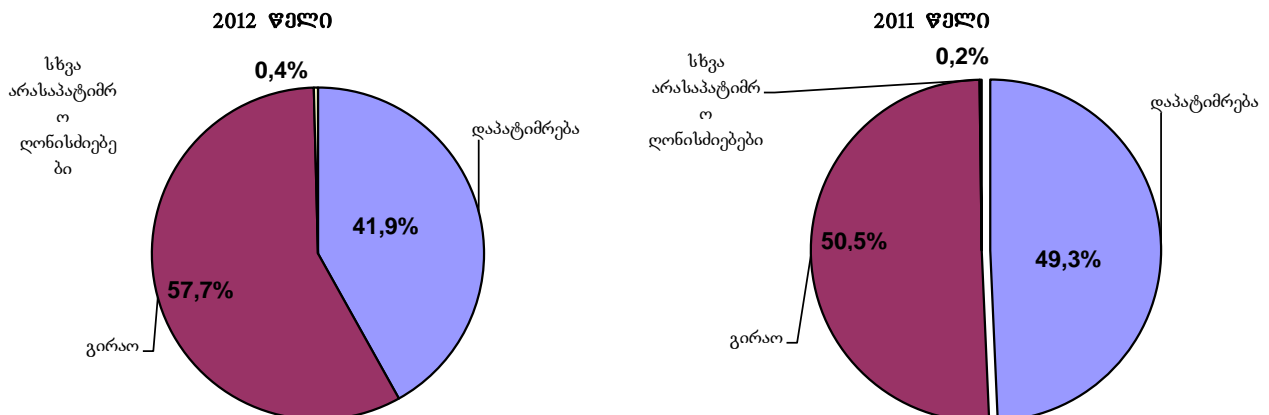 2012 წელი
სხვა
არასაპატიმრ
ო
ღონისძიებე
ბი
0,4%
დაპატიმრება
41,9%
57,7%
გირაო
2011 წელი
სხვა
არასაპატიმრ
ო
ღონისძიებები
0,2%
დაპატიმრება
50,5%
49,3%
გირაო